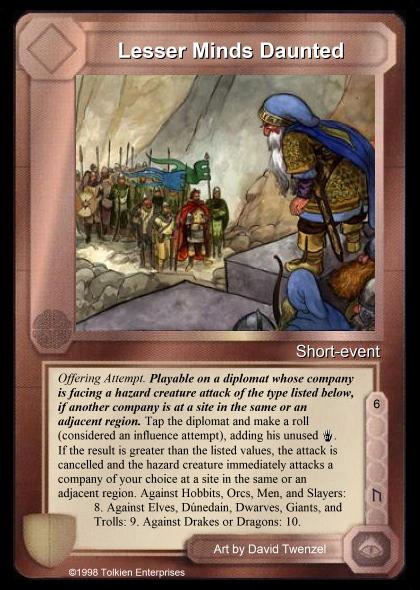 Lesser Minds Daunted
Short-event
Offering Attempt. Playable on a diplomat whose company
is facing a hazard creature attack of the type listed below,
if another company is at a site in the same or an
adjacent region. Tap the diplomat and make a roll
(considered an influence attempt), adding his unused .
If the result is greater than the listed values, the attack is
cancelled and the hazard creature immediately attacks a
company of your choice at a site in the same or an
adjacent region. Against Hobbits, Orcs, Men, and Slayers:
8. Against Elves, Dúnedain, Dwarves, Giants, and
Trolls: 9. Against Drakes or Dragons: 10.
6
Art by David Twenzel
©1998 Tolkien Enterprises